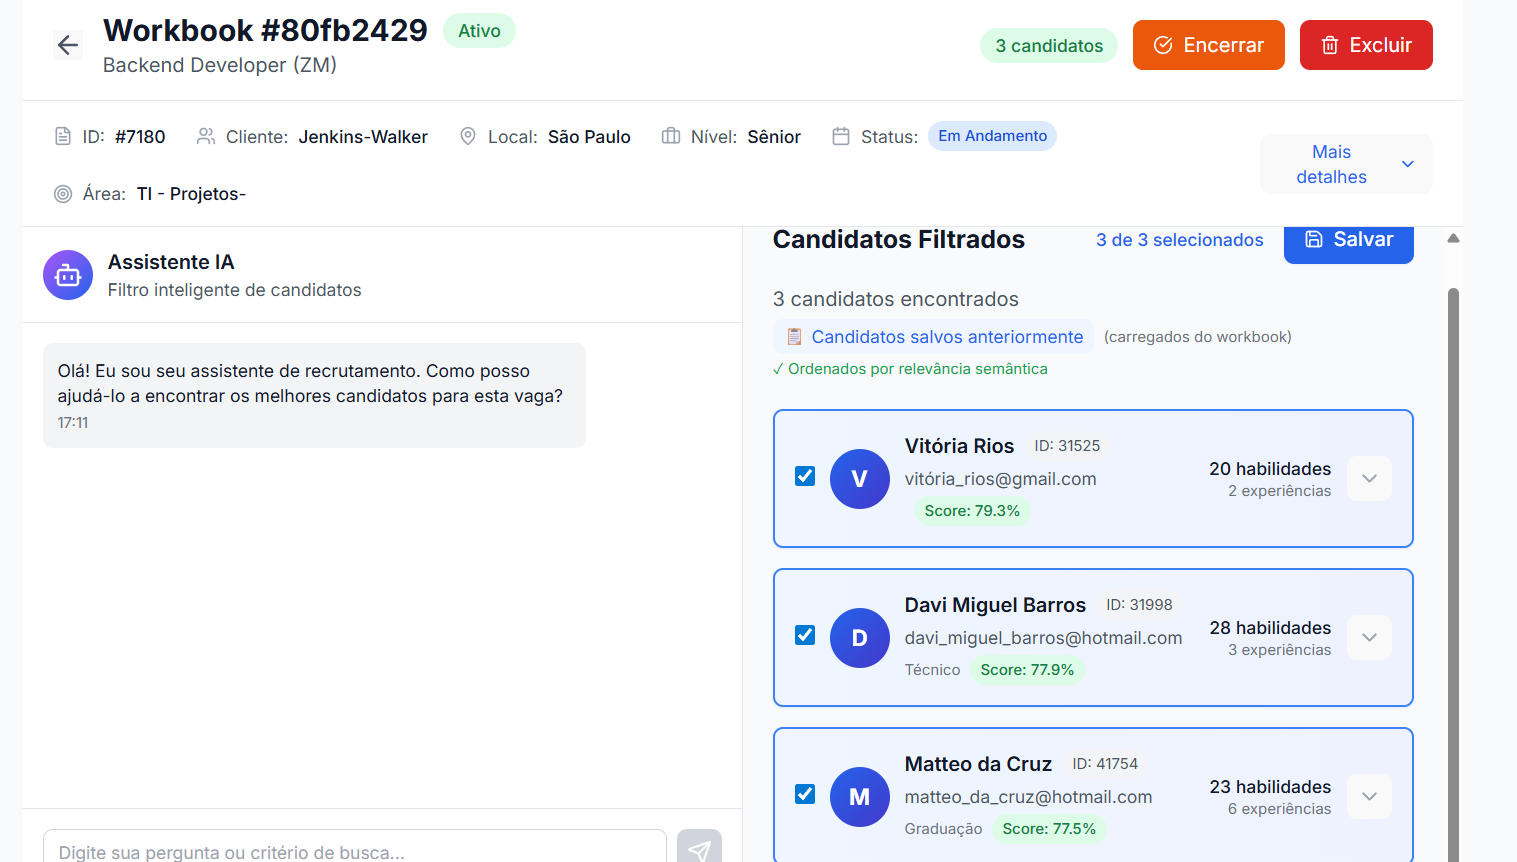 Workbook #80fb2429
Ativo
Backend Developer (ZM)
3 candidatos
Encerrar
Excluir
ID: #7180
Cliente: Jenkins-Walker
Local: São Paulo
Nível: Sênior
Status: Em Andamento
Mais
detalhes
Área: TI - Projetos-
Assistente IA
Filtro inteligente de candidatos
Olá! Eu sou seu assistente de recrutamento. Como posso
ajudá-lo a encontrar os melhores candidatos para esta vaga?
17:11
Digite sua pergunta ou critério de busca...
Candidatos Filtrados
3 de 3 selecionados
Salvar
3 candidatos encontrados
Candidatos salvos anteriormente
(carregados do workbook)
✓ Ordenados por relevância semântica
V
Vitória Rios
ID: 31525
vitória_rios@gmail.com
Score: 79.3%
20 habilidades
2 experiências
D
Davi Miguel Barros
ID: 31998
davi_miguel_barros@hotmail.com
Técnico
Score: 77.9%
28 habilidades
3 experiências
M
Matteo da Cruz
ID: 41754
matteo_da_cruz@hotmail.com
Graduação
Score: 77.5%
23 habilidades
6 experiências